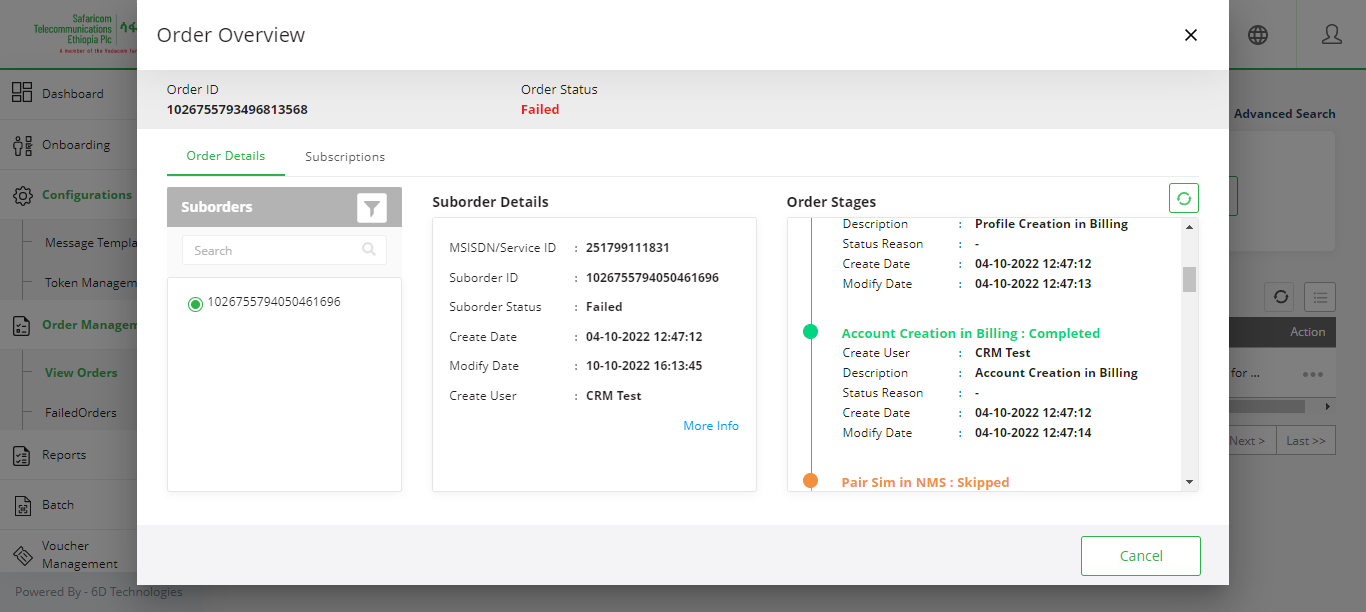 Safaricom
Telecommunications
Ethiopia Plc
A member of the Vodacom
Order Overview
Order ID
1026755793496813568
Order Status
Failed
Dashboard
Onboarding
Configurations
Message Templa
Token Managem
Order Managem
View Orders
FailedOrders
Reports
Batch
Voucher
Management
Powered By - 6D Technologies
Advanced Search
Order Details
Subscriptions
Suborders
Search
1026755794050461696
Suborder Details
MSISDN/Service ID : 251799111831
Suborder ID : 1026755794050461696
Suborder Status : Failed
Create Date : 04-10-2022 12:47:12
Modify Date : 10-10-2022 16:13:45
Create User : CRM Test
More Info
Order Stages
Description : Profile Creation in Billing
Status Reason : -
Create Date : 04-10-2022 12:47:12
Modify Date : 04-10-2022 12:47:13
Account Creation in Billing : Completed
Create User : CRM Test
Description : Account Creation in Billing
Status Reason : -
Create Date : 04-10-2022 12:47:12
Modify Date : 04-10-2022 12:47:14
Pair Sim in NMS : Skipped
Action
for ...
Next >
Last >>
Cancel